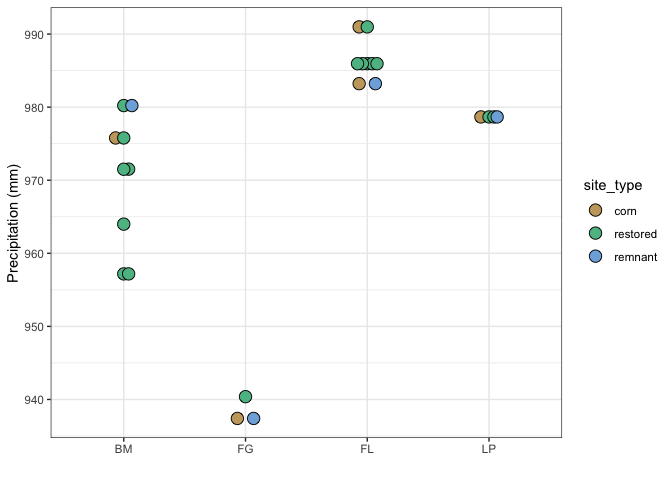 Precipitation (mm)
990
980
970
960
950
940
BM
FG
FL
LP
site_type
corn
restored
remnant